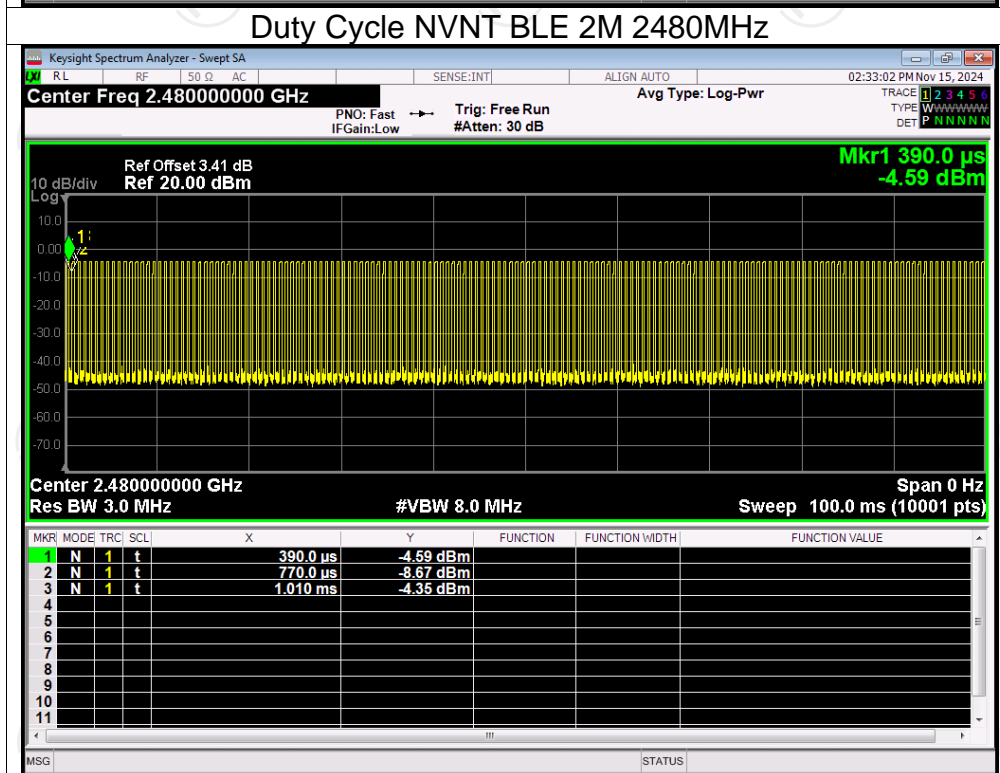 Duty Cycle NVNT BLE 2M 2480MHz
Keysight Spectrum Analyzer - Swept SA
LXI RL RF 50 Ω AC SENSE:INT ALIGN AUTO 02:33:02 PM Nov 15, 2024
Center Freq 2.480000000 GHz Avg Type: Log-Pwr TRACE 1 2 3 4 5 6
PNO: Fast Trig: Free Run TYPE WWWWWW
IFGain:Low #Atten: 30 dB DET P N N N N N
Mkr1 390.0 µs
Ref Offset 3.41 dB
10 dB/div Ref 20.00 dBm -4.59 dBm
Log
10.0
1
0.00
2
-10.0
-20.0
-30.0
-40.0
-50.0
-60.0
-70.0
Center 2.480000000 GHz Span 0 Hz
Res BW 3.0 MHz #VBW 8.0 MHz Sweep 100.0 ms (10001 pts)
MKR MODE TRC SCL X Y FUNCTION FUNCTION WIDTH FUNCTION VALUE
1 N 1 t 390.0 µs -4.59 dBm
2 N 1 t 770.0 µs -8.67 dBm
3 N 1 t 1.010 ms -4.35 dBm
4
5
6
7
8
9
10
11
MSG STATUS